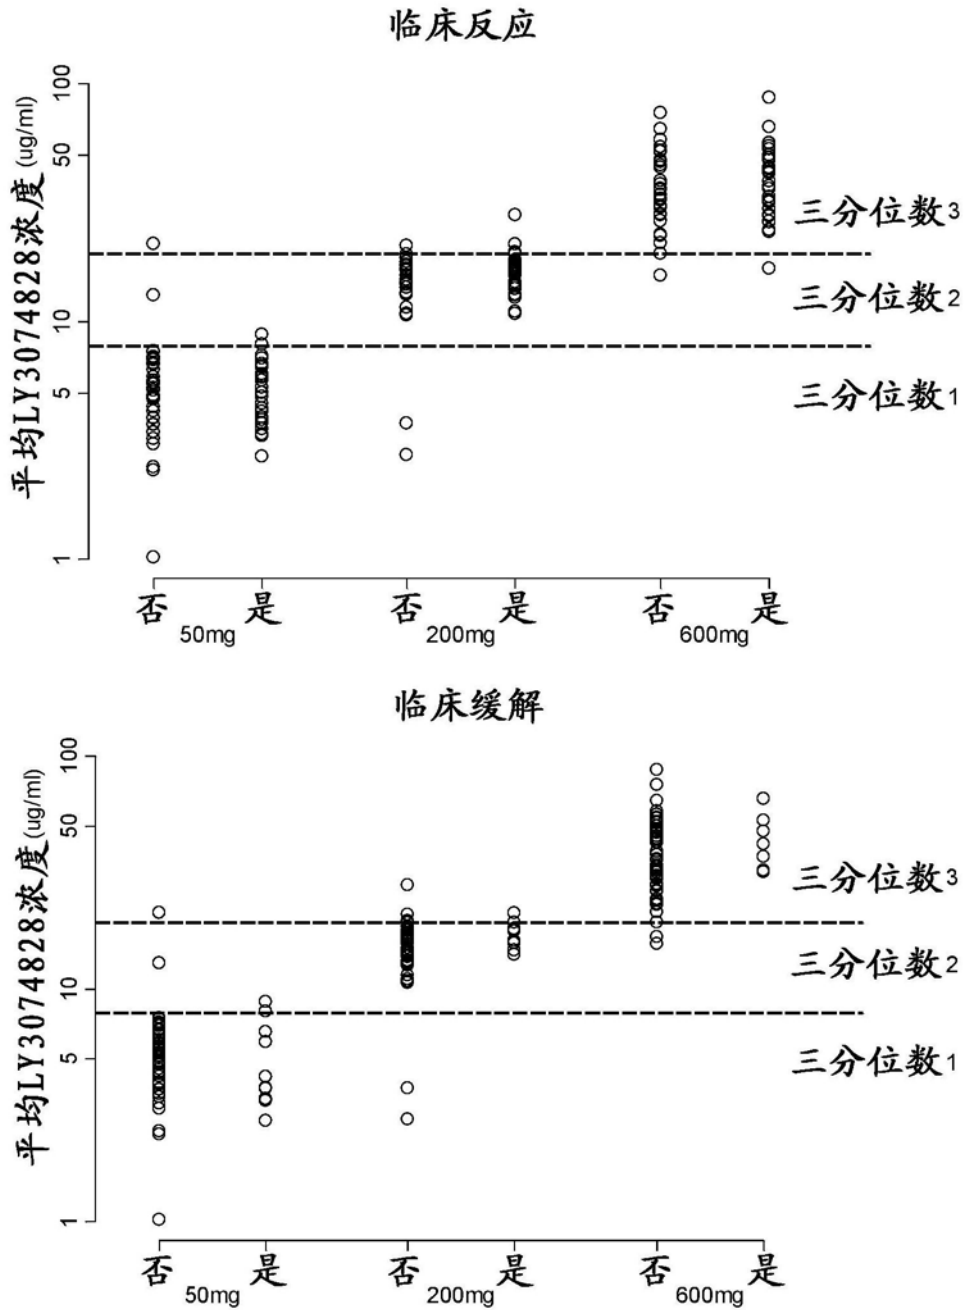 临床反应
平均LY3074828浓度(ug/ml)
100
50
10
5
1
三分位数3
三分位数2
三分位数1
否 是 否 是 否 是
50mg 200mg 600mg
临床缓解
平均LY3074828浓度(ug/ml)
100
50
10
5
1
三分位数3
三分位数2
三分位数1
否 是 否 是 否 是
50mg 200mg 600mg